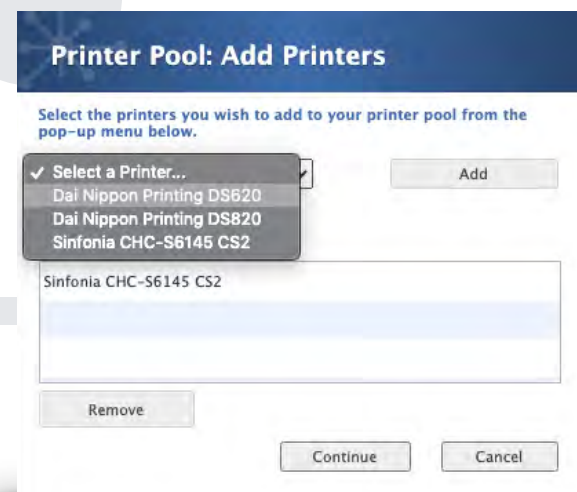 Printer Pool: Add Printers
Select the printers you wish to add to your printer pool from the
pop-up menu below.
✓ Select a Printer...
Add
Dai Nippon Printing DS620
Dai Nippon Printing DS820
Sinfonia CHC-S6145 CS2
Sinfonia CHC-S6145 CS2
Remove
Continue
Cancel